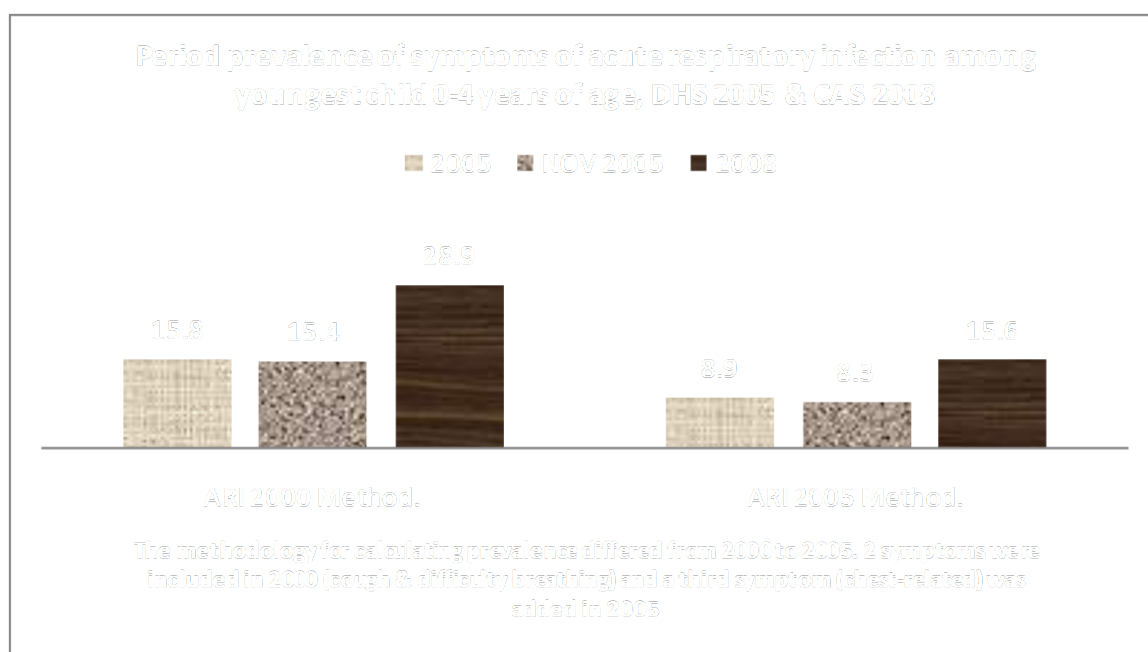 Period prevalence of symptoms of acute respiratory infection among
youngest child 0-4 years of age, DHS 2005 & CAS 2008
2005 NOV 2005 2008
28.9
15.8 15.4 15.6
8.9 8.3
ARI 2000 Method. ARI 2005 Method.
The methodology for calculating prevalence differed from 2000 to 2005. 2 symptoms were
included in 2000 (cough & difficulty breathing) and a third symptom (chest-related) was
added in 2005